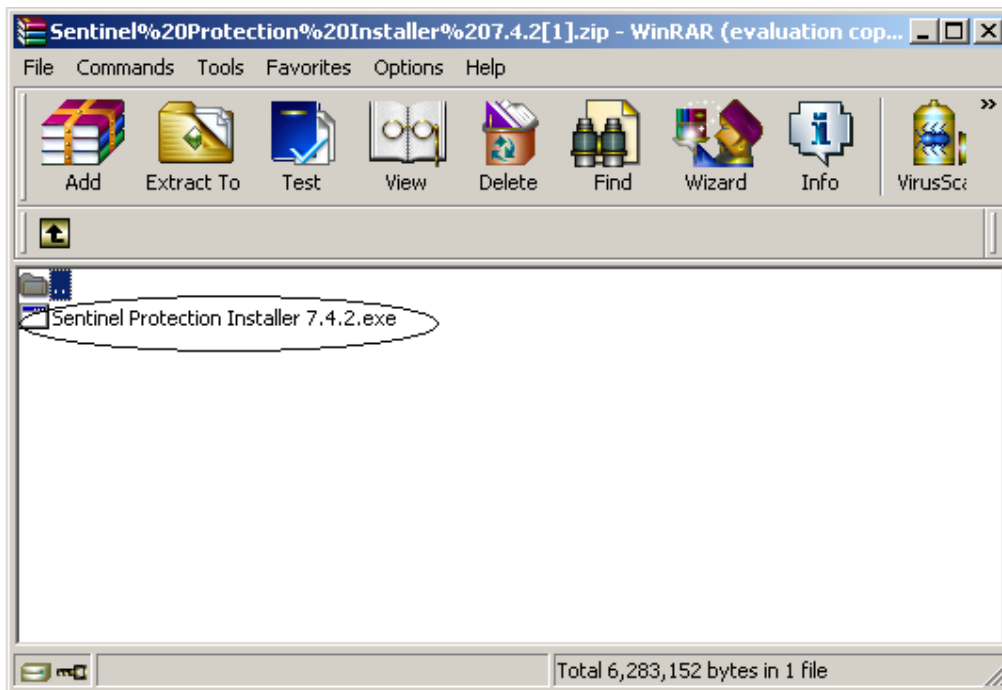 Sentinel%20Protection%20Installer%207.4.2[1].zip - WinRAR (evaluation cop...
File Commands Tools Favorites Options Help
Add Extract To Test View Delete Find Wizard Info VirusSca
..
Sentinel Protection Installer 7.4.2.exe
Total 6,283,152 bytes in 1 file